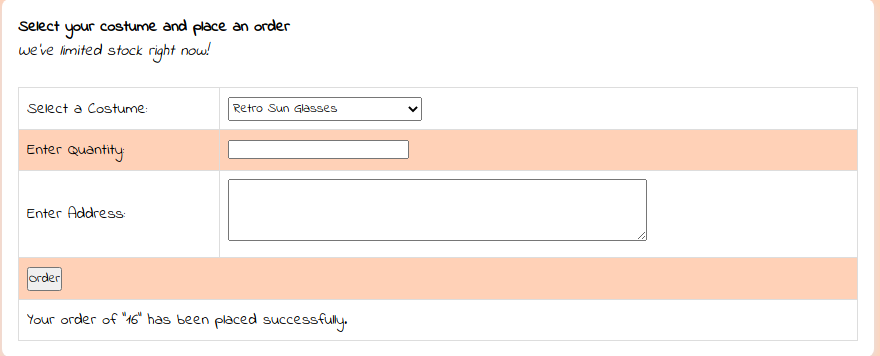 Select your costume and place an order
We've limited stock right now!
Select a Costume:
Retro Sun Glasses
Enter Quantity:
Enter Address:
order
Your order of "16" has been placed successfully.